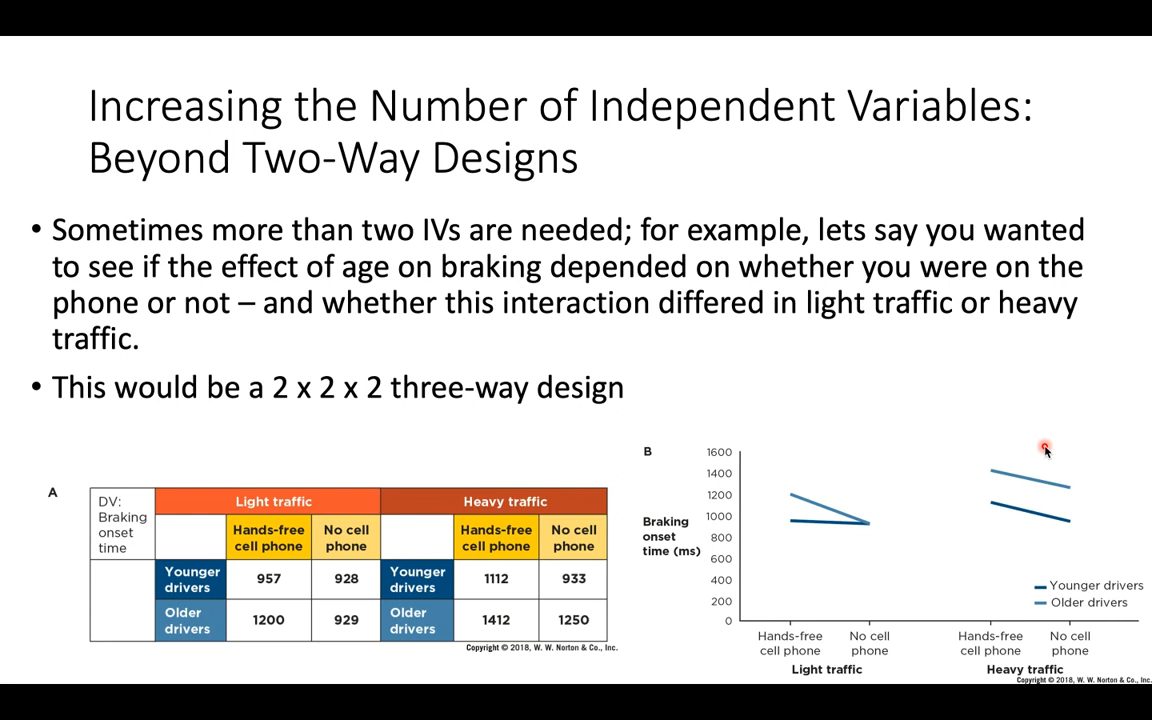 Increasing the Number of Independent Variables:
Beyond Two-Way Designs
• Sometimes more than two IVs are needed; for example, lets say you wanted
to see if the effect of age on braking depended on whether you were on the
phone or not – and whether this interaction differed in light traffic or heavy
traffic.
• This would be a 2 x 2 x 2 three-way design
A
DV:
Braking
onset
time
Light traffic
Heavy traffic
Hands-free
cell phone
No cell
phone
Hands-free
cell phone
No cell
phone
Younger
drivers
957
928
Younger
drivers
1112
933
Older
drivers
1200
929
Older
drivers
1412
1250
Copyright © 2018, W. W. Norton & Co., Inc.
B
Braking
onset
time (ms)
1600
1400
1200
1000
800
600
400
200
0
Younger drivers
Older drivers
Hands-free
cell phone
No cell
phone
Light traffic
Hands-free
cell phone
No cell
phone
Heavy traffic
Copyright © 2018, W. W. Norton & Co., Inc.